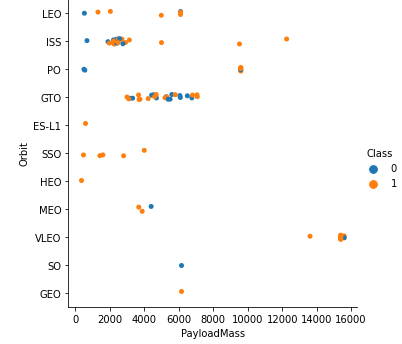 LEO
ISS
PO
GTO
ES-L1
SSO
HEO
MEO
VLEO
SO
GEO
Orbit
0 2000 4000 6000 8000 10000 12000 14000 16000
PayloadMass
Class
0
1